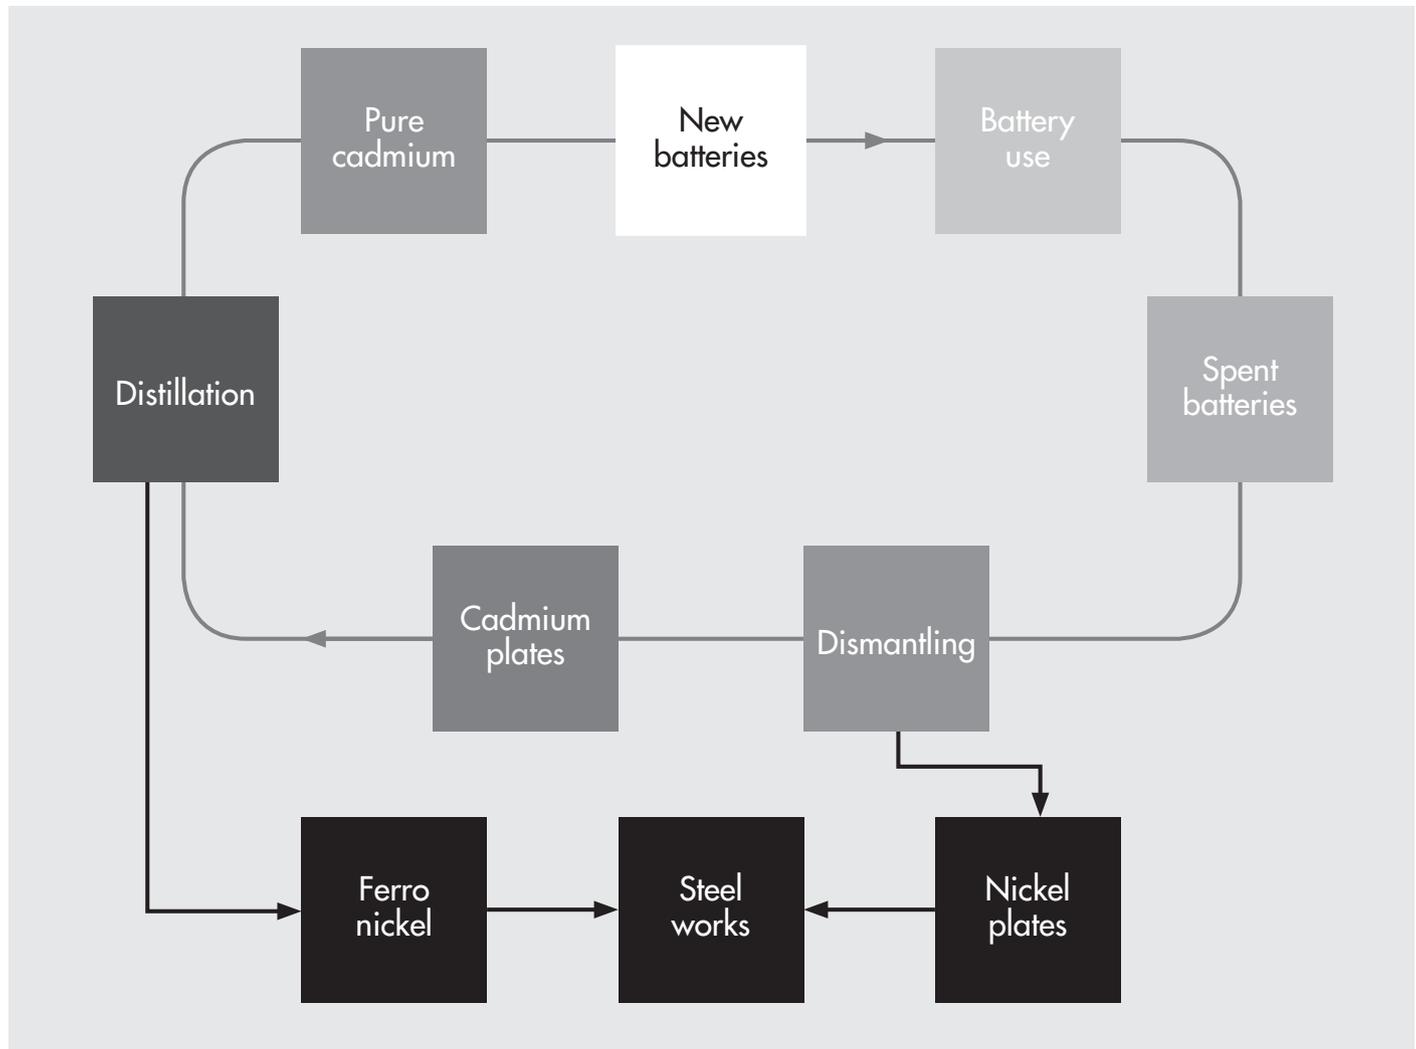 Pure
cadmium
New
batteries
Battery
use
Distillation
Spent
batteries
Cadmium
plates
Dismantling
Ferro
nickel
Steel
works
Nickel
plates